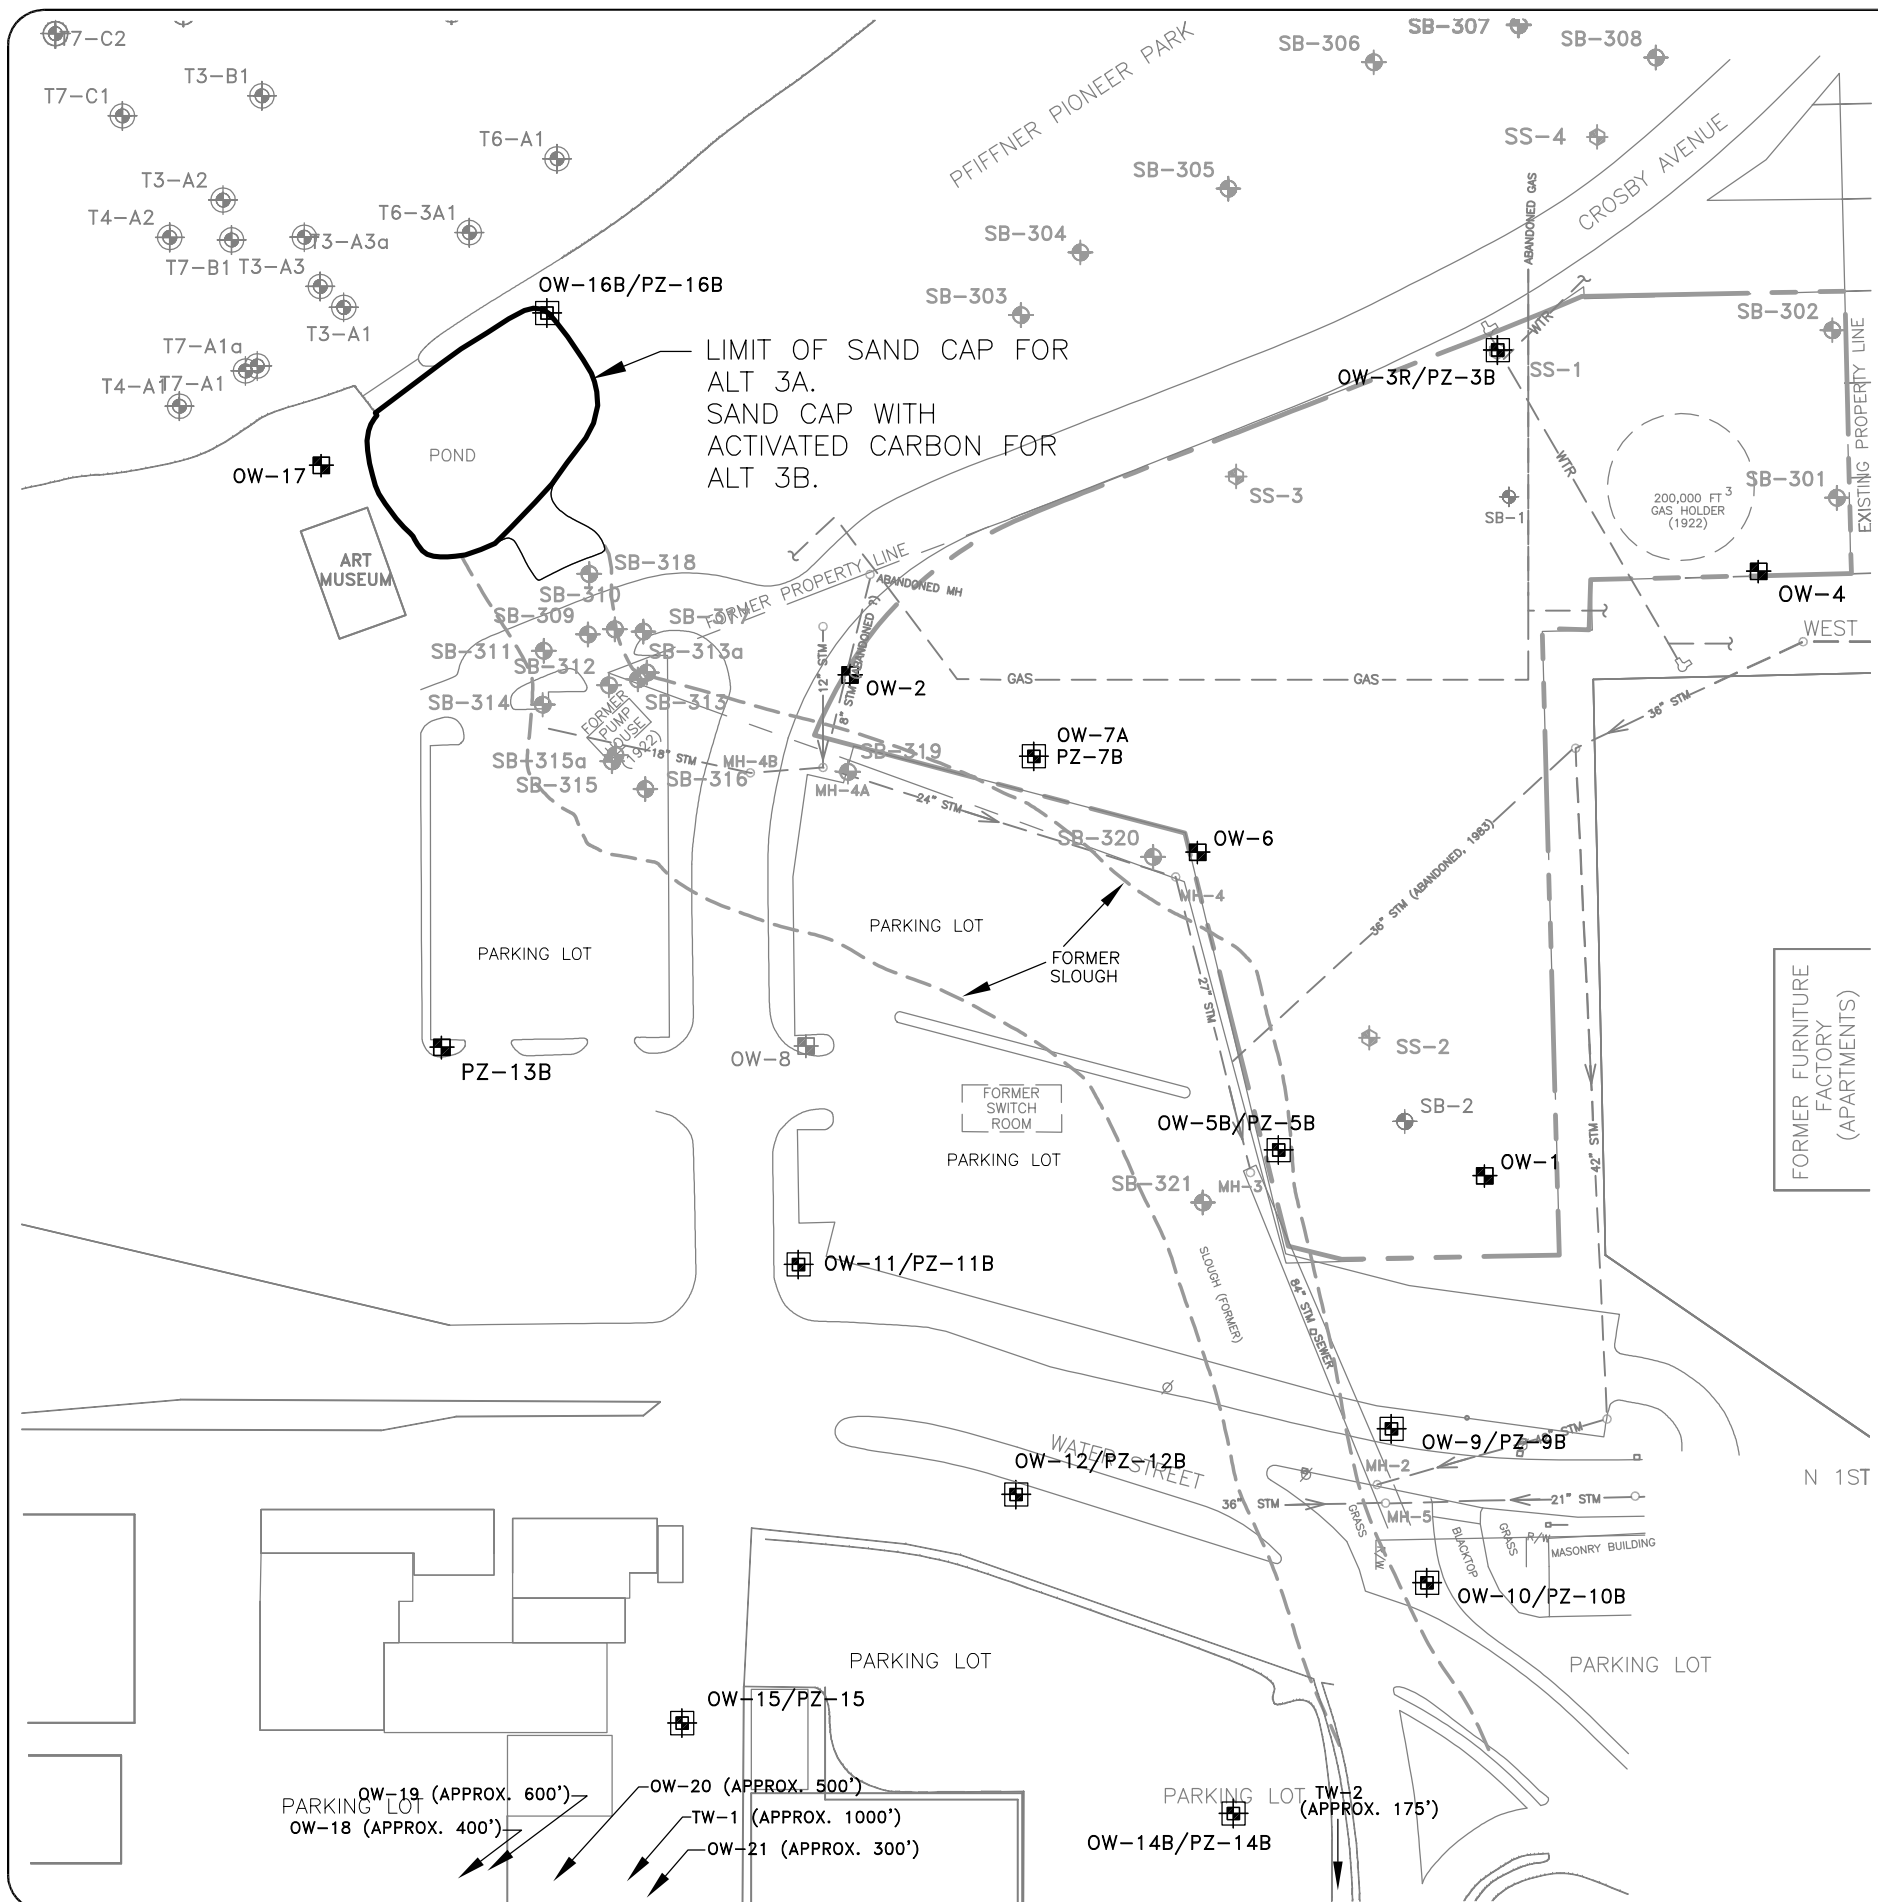 T7-C2
SB-306
SB-307
SB-308
T7-C1
T3-B1
T6-A1
PFIFFNER PIONEER PARK
SS-4
CROSBY AVENUE
SB-305
T3-A2
T4-A2
T6-3A1
T3-A3a
T7-B1
T3-A3
SB-304
ABANDONED GAS
OW-16B/PZ-16B
SB-303
SB-302
T3-A1
T7-A1a
T4-A1
T7-A1
LIMIT OF SAND CAP FOR
ALT 3A.
SAND CAP WITH
ACTIVATED CARBON FOR
ALT 3B.
WTR
OW-3R/PZ-3B
SS-1
EXISTING PROPERTY LINE
POND
OW-17
SS-3
WTR
SB-1
200,000 FT3
GAS HOLDER
(1922)
SB-301
ART
MUSEUM
SB-318
SB-310
SB-309
SB-317
FORMER PROPERTY LINE
ABANDONED MH
OW-4
WEST
SB-311
SB-312
SB-313a
SB-313
SB-314
12" STM
8" STM (ABANDONED ?)
OW-2
GAS
GAS
36" STM
FORMER
PUMP
HOUSE
(1922)
OW-7A
PZ-7B
SB-315a
SB-315
SB-316
18" STM
MH-4B
MH-4A
SB-319
24" STM
SB-320
OW-6
MH-4
36" STM (ABANDONED, 1983)
PARKING LOT
PARKING LOT
FORMER
SLOUGH
27" STM
FORMER FURNITURE
FACTORY
(APARTMENTS)
PZ-13B
OW-8
SS-2
FORMER
SWITCH
ROOM
SB-2
OW-5B/PZ-5B
42" STM
PARKING LOT
SB-321
MH-3
OW-1
OW-11/PZ-11B
SLOUGH (FORMER)
84" STM SEWER
WATER STREET
OW-12/PZ-12B
OW-9/PZ-9B
42" STM
MH-2
N 1ST
36" STM
21" STM
MH-5
GRASS
R/W
BLACKTOP
GRASS
R/W
MASONRY BUILDING
OW-10/PZ-10B
PARKING LOT
PARKING LOT
OW-15/PZ-15
PARKING LOT
OW-19 (APPROX. 600')
OW-18 (APPROX. 400')
OW-20 (APPROX. 500')
TW-1 (APPROX. 1000')
OW-21 (APPROX. 300')
PARKING LOT
TW-2
(APPROX. 175')
OW-14B/PZ-14B